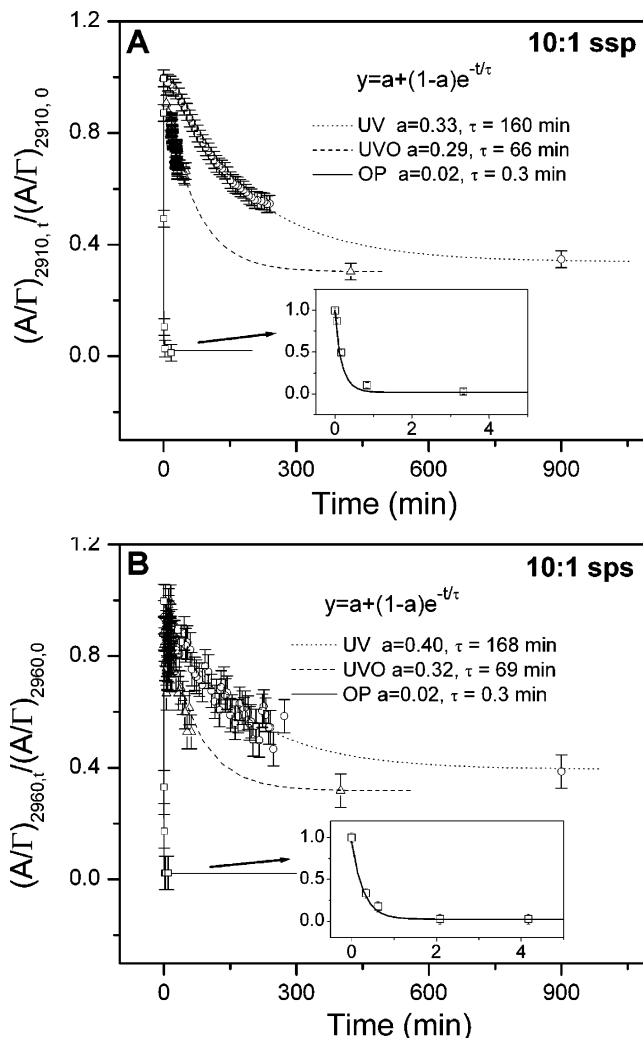 A
10:1 ssp
y=a+(1-a)e^{-t/τ}
UV a=0.33, τ = 160 min
UVO a=0.29, τ = 66 min
OP a=0.02, τ = 0.3 min
(A/Γ)_{2910, t}/(A/Γ)_{2910, 0}
1.2
0.8
0.4
0.0
1.0
0.5
0.0
0 2 4
0 300 600 900
Time (min)
B
10:1 sps
y=a+(1-a)e^{-t/τ}
UV a=0.40, τ = 168 min
UVO a=0.32, τ = 69 min
OP a=0.02, τ = 0.3 min
(A/Γ)_{2960,t}/(A/Γ)_{2960,0}
1.2
0.8
0.4
0.0
1.0
0.5
0.0
0 2 4
0 300 600 900
Time (min)